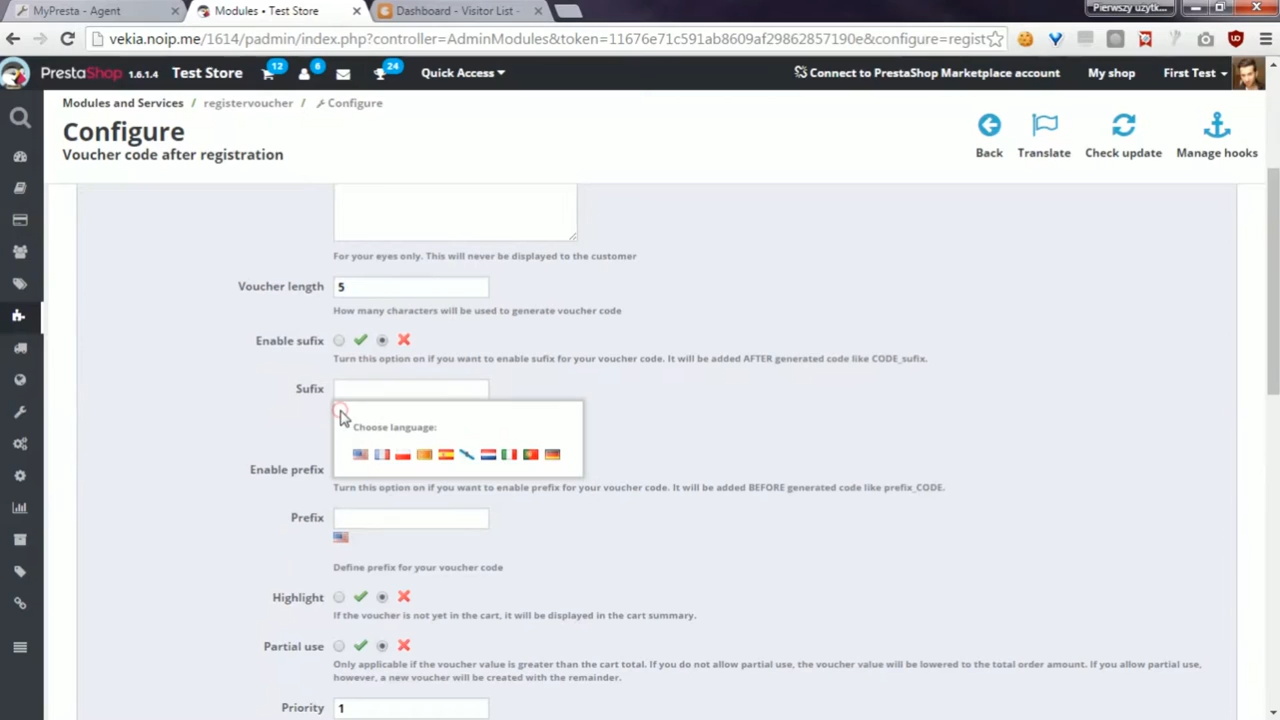 MyPresta - Agent
Modules • Test Store
Dashboard - Visitor List -
Pierwszy użytk...
vekia.noip.me/1614/padmin/index.php?controller=AdminModules&token=11676e71c591ab8609af29862857190e&configure=regist
PrestaShop 1.6.1.4 Test Store 12 6 24 Quick Access Connect to PrestaShop Marketplace account My shop First Test
Modules and Services / registervoucher / Configure
Configure
Voucher code after registration
Back Translate Check update Manage hooks
For your eyes only. This will never be displayed to the customer
Voucher length 5
How many characters will be used to generate voucher code
Enable sufix
Turn this option on if you want to enable sufix for your voucher code. It will be added AFTER generated code like CODE_sufix.
Sufix
Choose language:
Enable prefix
Turn this option on if you want to enable prefix for your voucher code. It will be added BEFORE generated code like prefix_CODE.
Prefix
Define prefix for your voucher code
Highlight
If the voucher is not yet in the cart, it will be displayed in the cart summary.
Partial use
Only applicable if the voucher value is greater than the cart total. If you do not allow partial use, the voucher value will be lowered to the total order amount. If you allow partial use,
however, a new voucher will be created with the remainder.
Priority 1